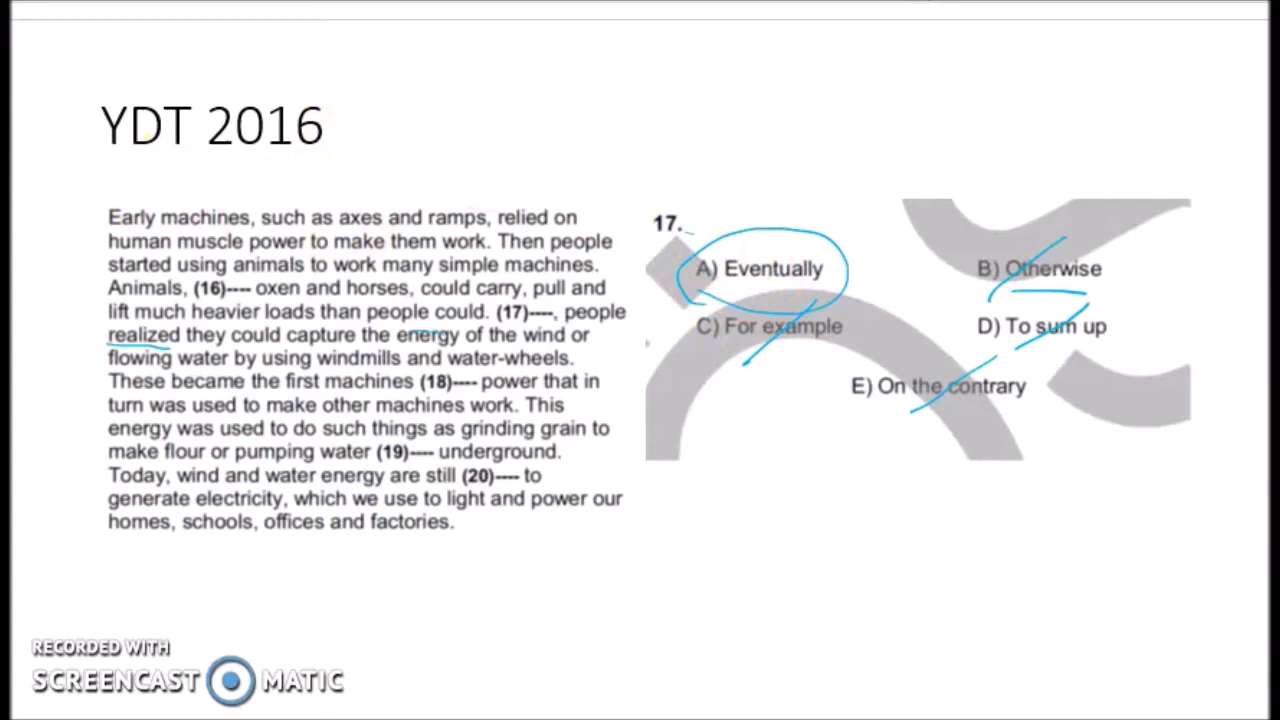 YDT 2016
Early machines, such as axes and ramps, relied on
human muscle power to make them work. Then people
started using animals to work many simple machines.
Animals, (16)---- oxen and horses, could carry, pull and
lift much heavier loads than people could. (17)----, people
realized they could capture the energy of the wind or
flowing water by using windmills and water-wheels.
These became the first machines (18)---- power that in
turn was used to make other machines work. This
energy was used to do such things as grinding grain to
make flour or pumping water (19)---- underground.
Today, wind and water energy are still (20)---- to
generate electricity, which we use to light and power our
homes, schools, offices and factories.
17.
A) Eventually
B) Otherwise
C) For example
D) To sum up
E) On the contrary
RECORDED WITH
SCREENCAST MATIC